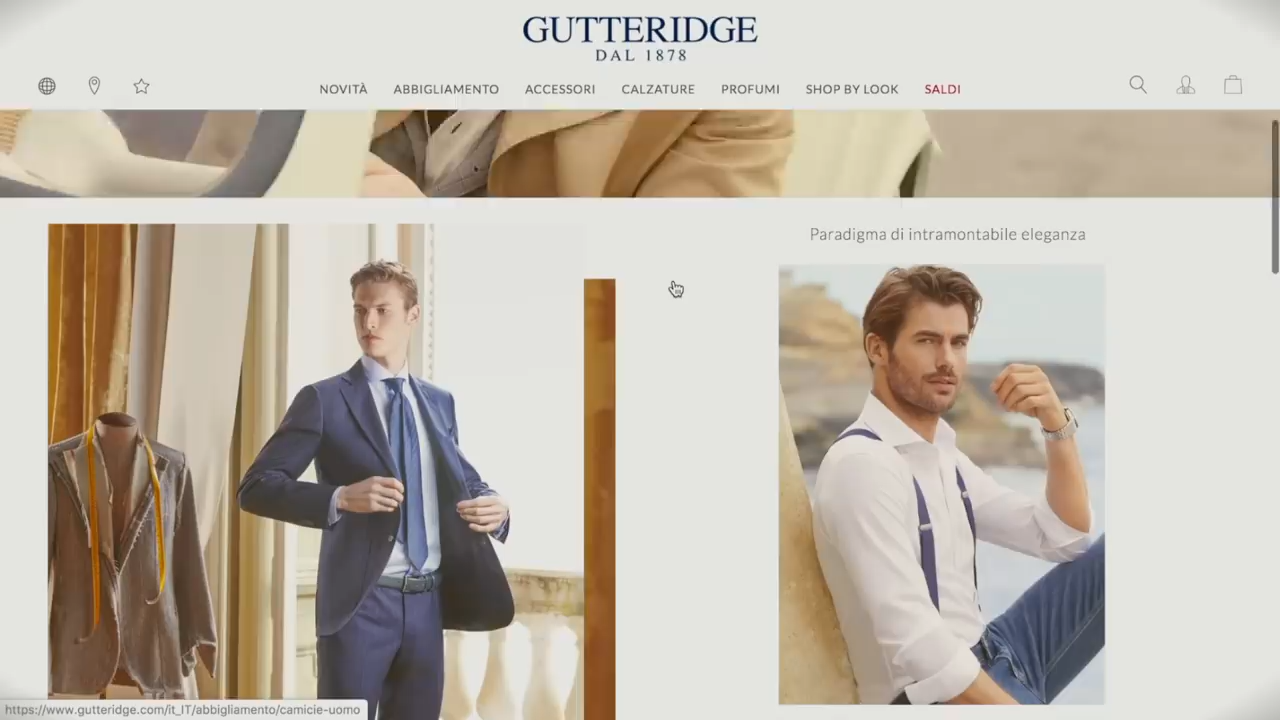 GUTTERIDGE
DAL 1878
NOVITÀ ABBIGLIAMENTO ACCESSORI CALZATURE PROFUMI SHOP BY LOOK SALDI
Paradigma di intramontabile eleganza
https://www.gutteridge.com/it_IT/abbigliamento/camicie-uomo